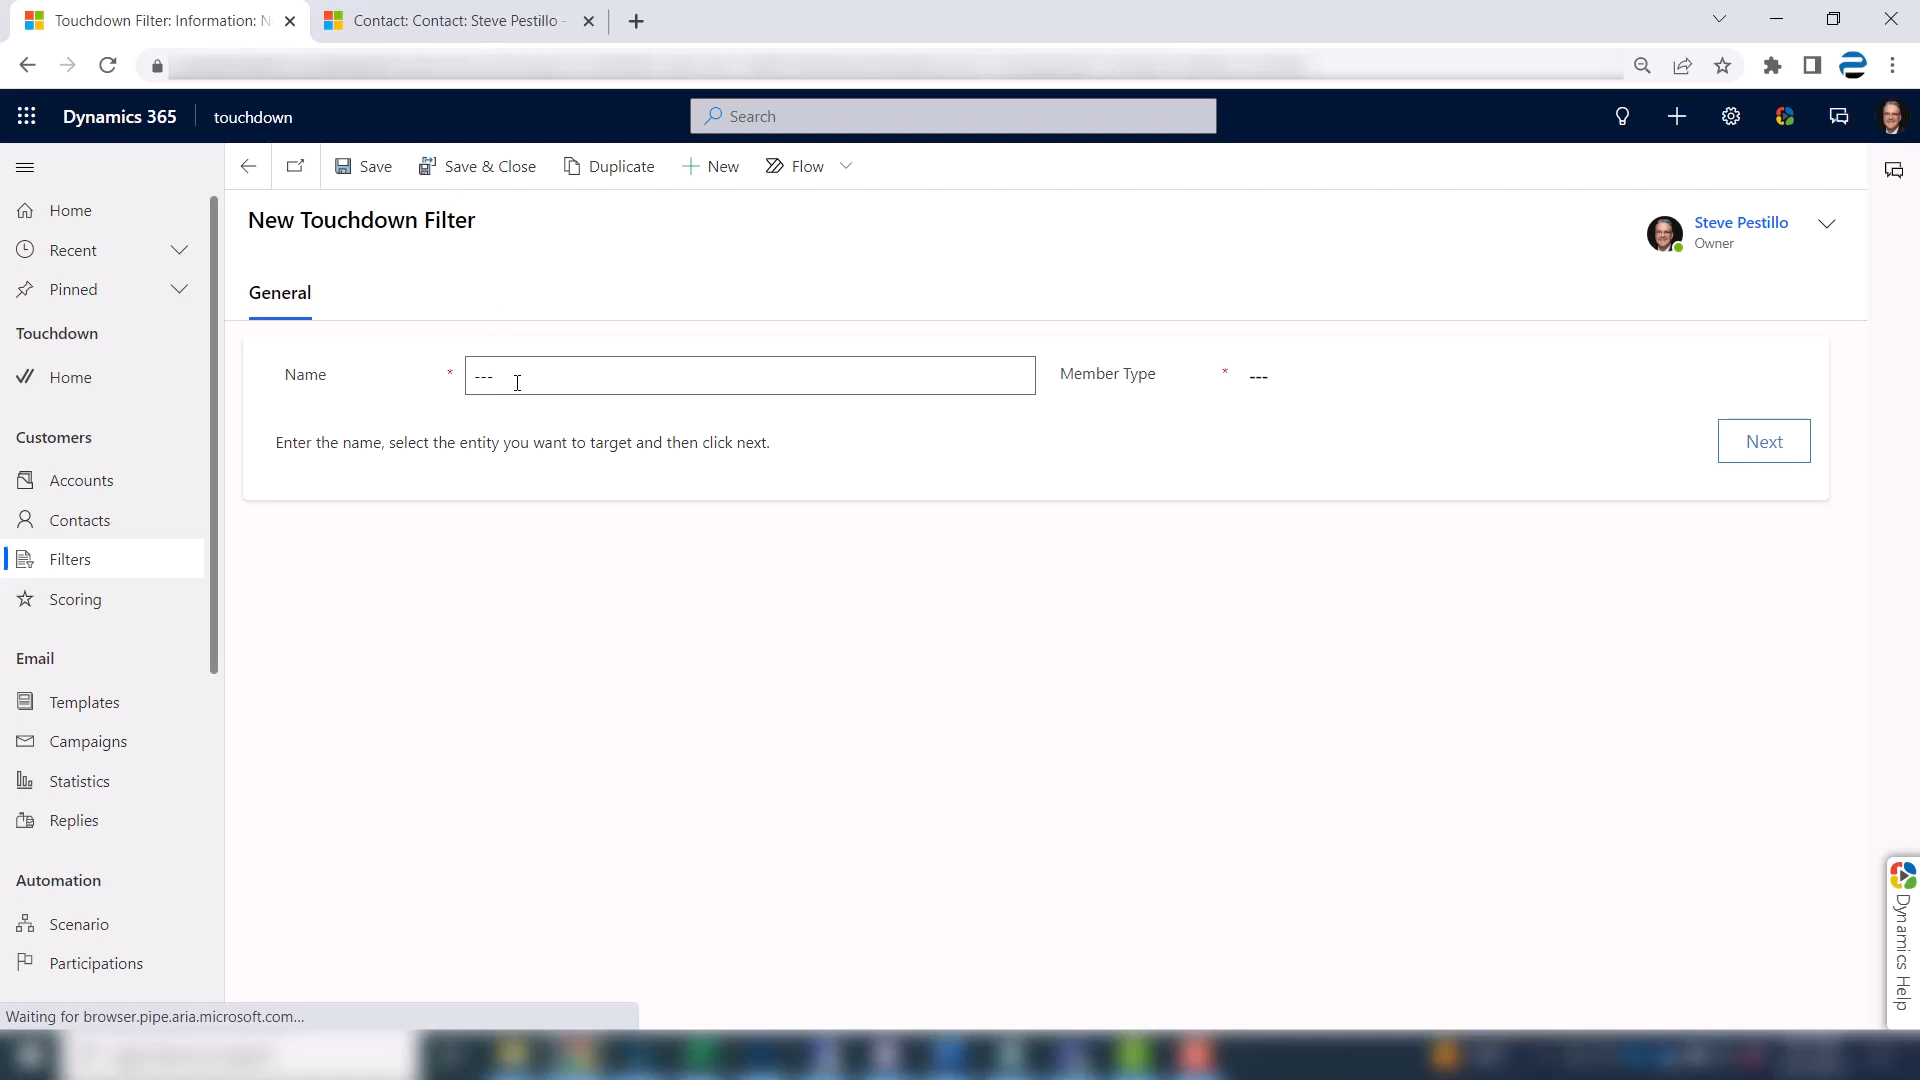 Touchdown Filter: Information: N
Contact: Contact: Steve Pestillo -
Dynamics 365
touchdown
Search
Save
Save & Close
Duplicate
New
Flow
Home
Recent
Pinned
Touchdown
Home
Customers
Accounts
Contacts
Filters
Scoring
Email
Templates
Campaigns
Statistics
Replies
Automation
Scenario
Participations
New Touchdown Filter
Steve Pestillo
Owner
General
Name * ---
Member Type * ---
Enter the name, select the entity you want to target and then click next.
Next
Dynamics Help
Waiting for browser.pipe.aria.microsoft.com...